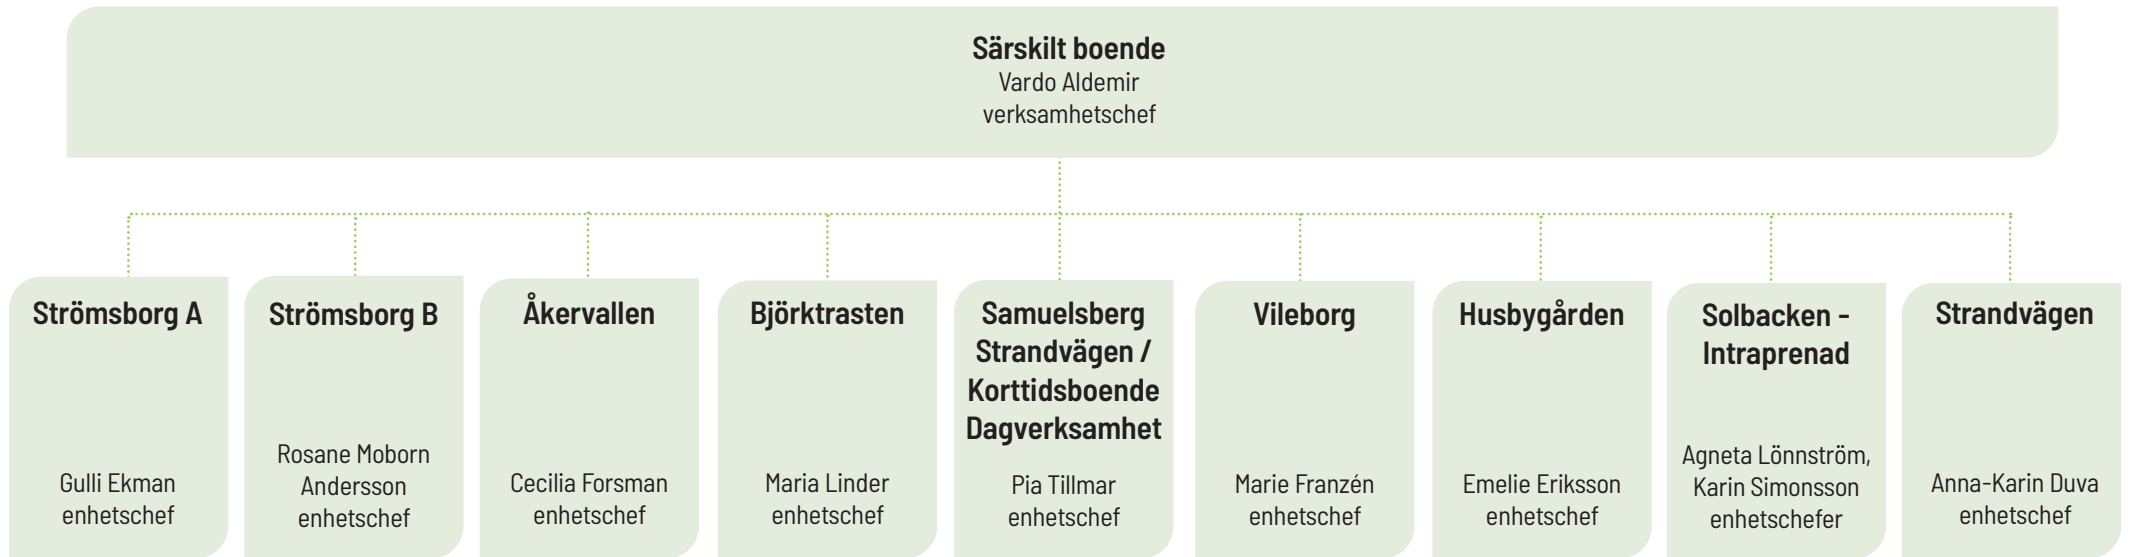 Särskilt boende
Vardo Aldemir
verksamhetschef
Strömsborg A
Gulli Ekman
enhetschef
Strömsborg B
Rosane Moborn
Andersson
enhetschef
Åkervallen
Cecilia Forsman
enhetschef
Björktrasten
Maria Linder
enhetschef
Samuelsberg
Strandvägen /
Korttidsboende
Dagverksamhet
Pia Tillmar
enhetschef
Vileborg
Marie Franzén
enhetschef
Husbygården
Emelie Eriksson
enhetschef
Solbacken -
Intraprenad
Agneta Lönnström,
Karin Simonsson
enhetschefer
Strandvägen
Anna-Karin Duva
enhetschef